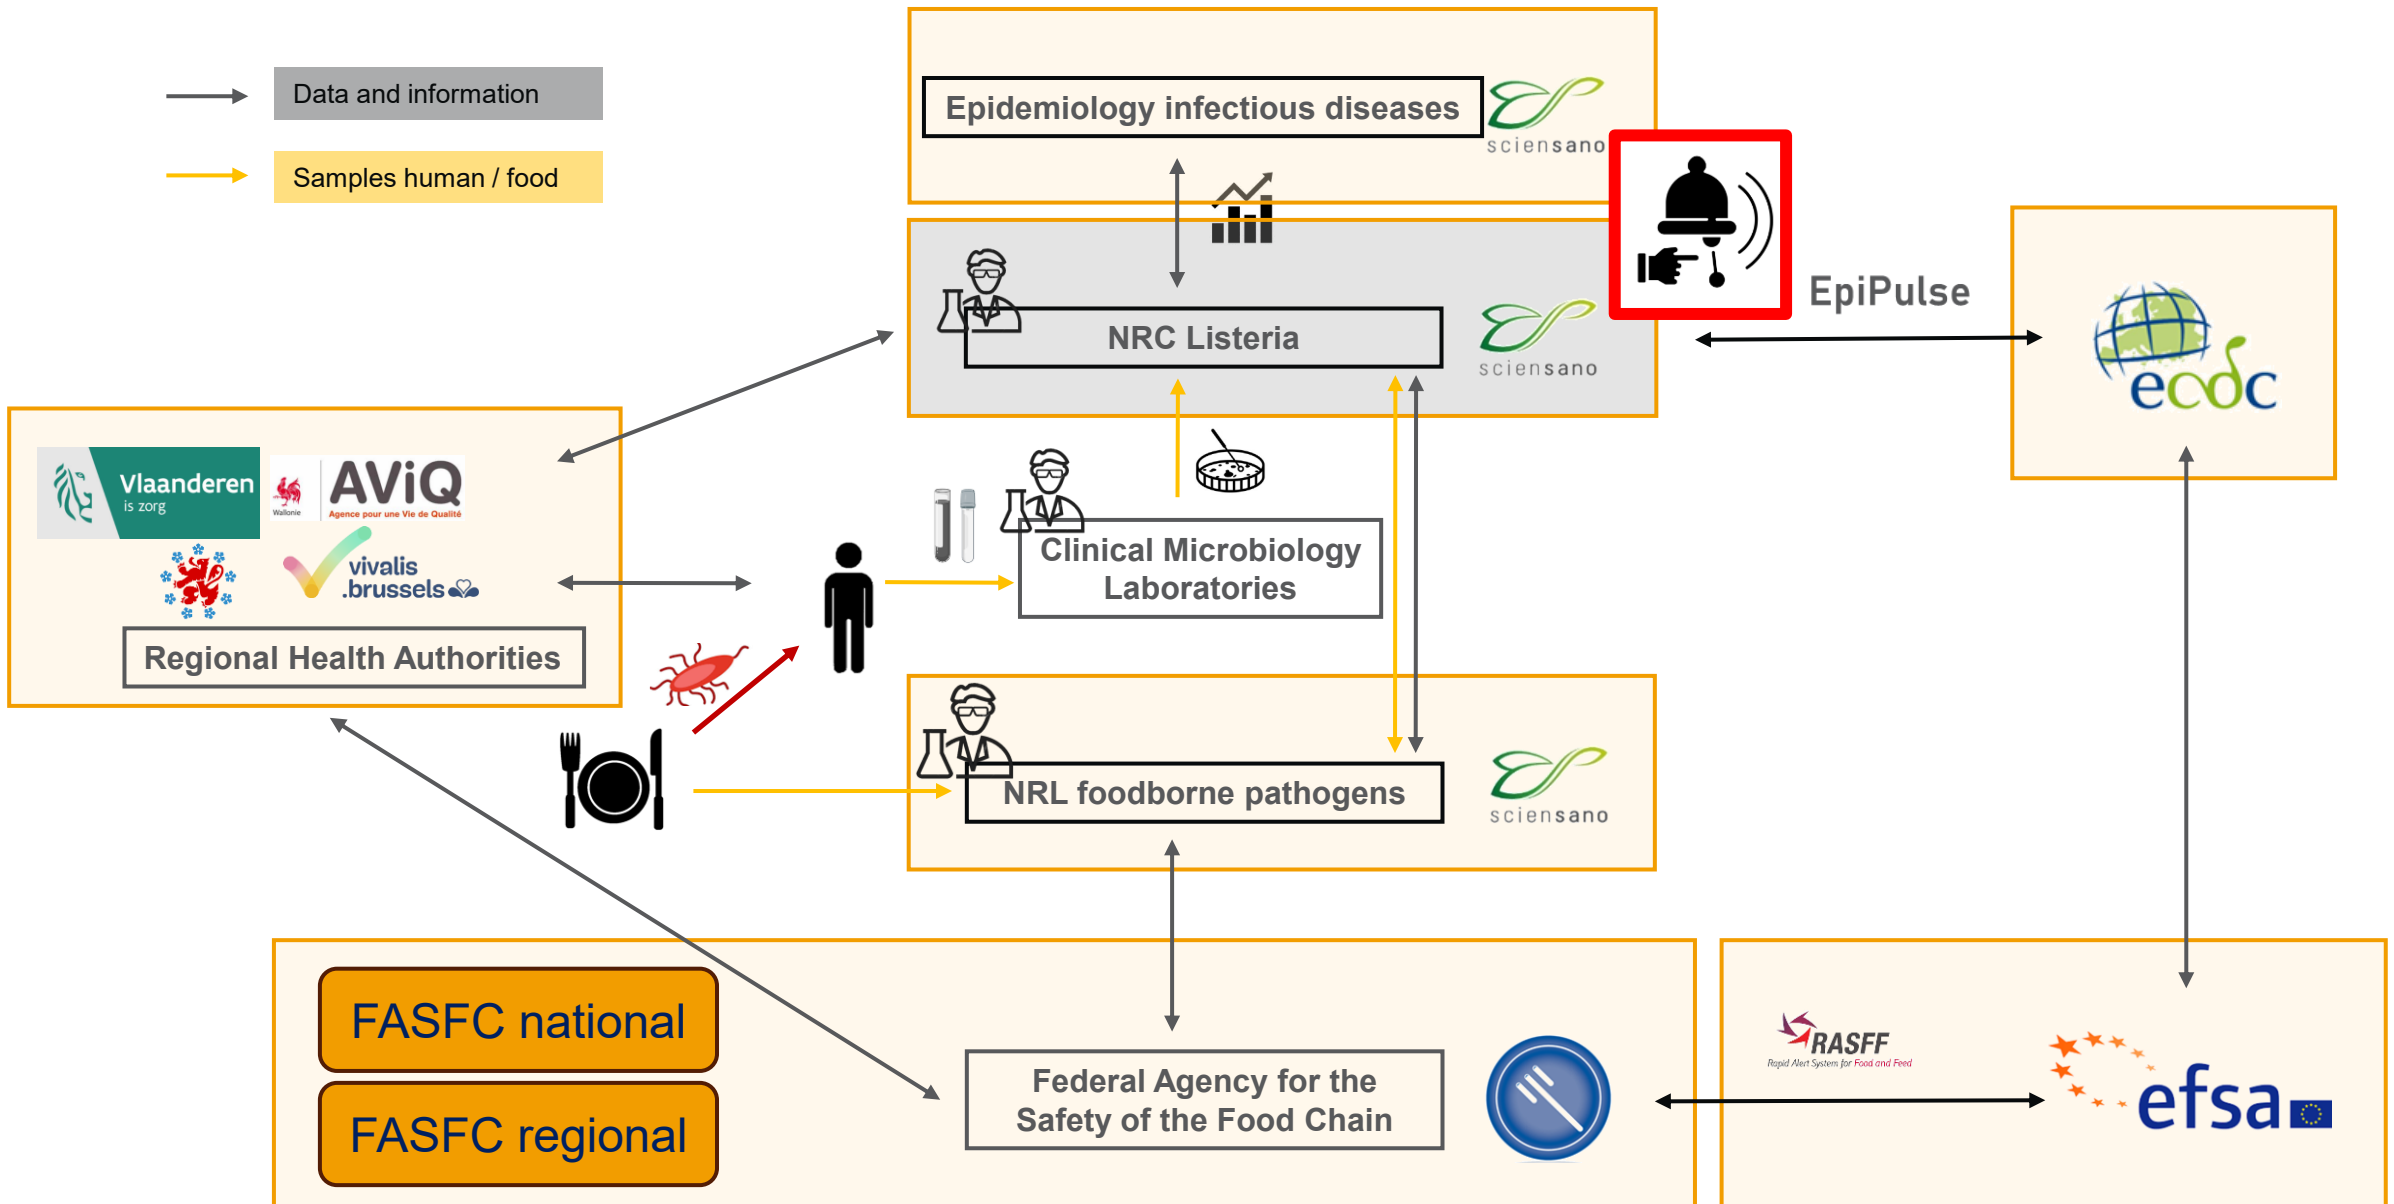 Data and information
Samples human / food
Epidemiology infectious diseases
sciensano
EpiPulse
NRC Listeria
sciensano
ecdc
Vlaanderen
is zorg
Wallonie
AViQ
Agence pour une Vie de Qualité
vivalis
.brussels
Regional Health Authorities
Clinical Microbiology
Laboratories
NRL foodborne pathogens
sciensano
FASFC national
FASFC regional
Federal Agency for the
Safety of the Food Chain
RASFF
Rapid Alert System for Food and Feed
efsa